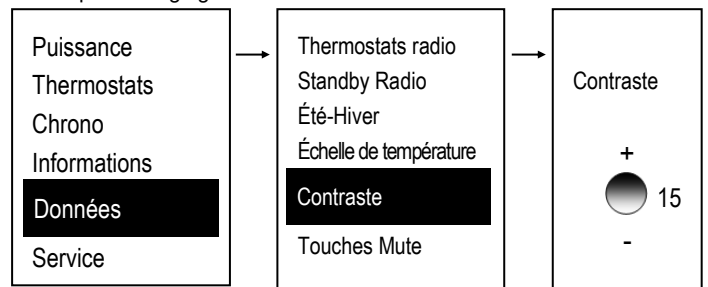 Puissance
Thermostats
Chrono
Informations
Données
Service
Thermostats radio
Standby Radio
Été-Hiver
Échelle de température
Contraste
Touches Mute
Contraste
+
15
-